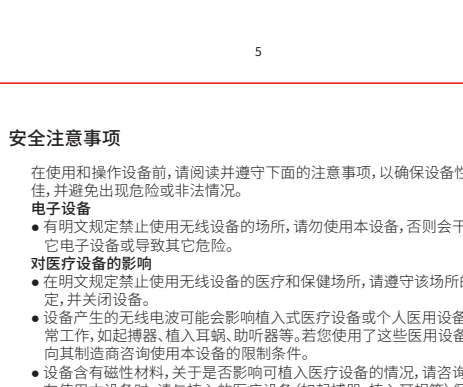 5
安全注意事项
在使用和操作设备前,请阅读并遵守下面的注意事项,以确保设备性
佳,并避免出现危险或非法情况。
电子设备
● 有明文规定禁止使用无线设备的场所,请勿使用本设备,否则会干
它电子设备或导致其它危险。
对医疗设备的影响
● 在明文规定禁止使用无线设备的医疗和保健场所,请遵守该场所的
定,并关闭设备。
● 设备产生的无线电波可能会影响植入式医疗设备或个人医用设备
常工作,如起搏器、植入耳蜗、助听器等。若您使用了这些医用设备
向其制造商咨询使用本设备的限制条件。
● 设备含有磁性材料,关于是否影响可植入医疗设备的情况,请咨询